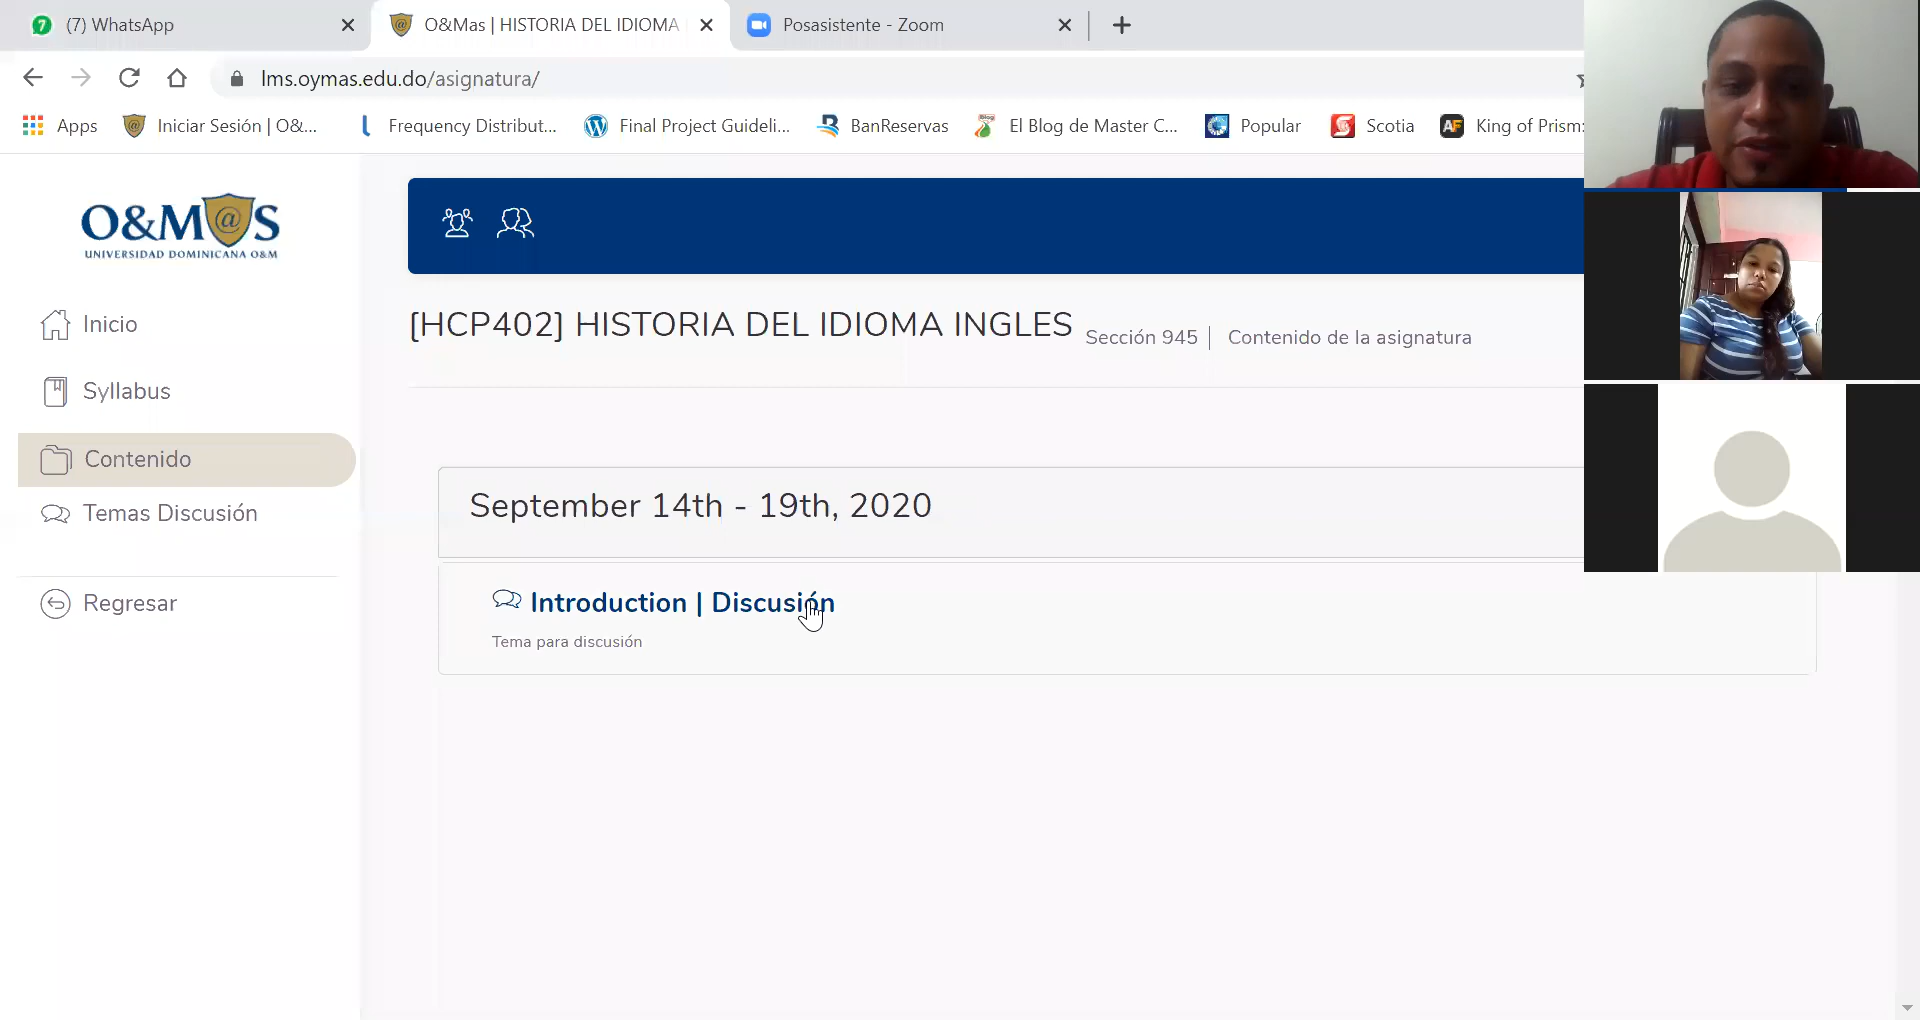 7 (7) WhatsApp
O&Mas | HISTORIA DEL IDIOMA
Posasistente - Zoom
lms.oymas.edu.do/asignatura/
Apps
Iniciar Sesión | O&...
Frequency Distribut...
Final Project Guideli...
BanReservas
El Blog de Master C...
Popular
Scotia
King of Prism:
O&M@S
UNIVERSIDAD DOMINICANA O&M
Inicio
Syllabus
Contenido
Temas Discusión
Regresar
[HCP402] HISTORIA DEL IDIOMA INGLES Sección 945 | Contenido de la asignatura
September 14th - 19th, 2020
Introduction | Discusión
Tema para discusión